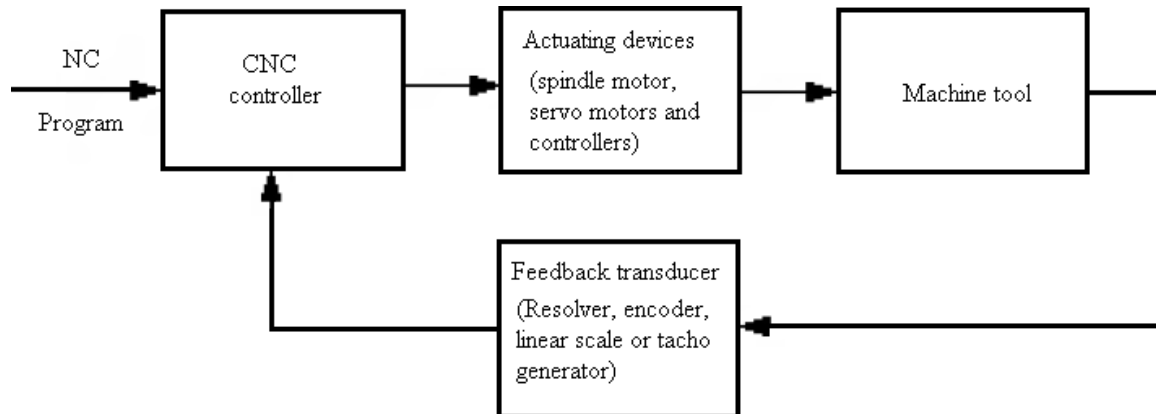 NC
Program
CNC
controller
Actuating devices
(spindle motor,
servo motors and
controllers)
Machine tool
Feedback transducer
(Resolver, encoder,
linear scale or tacho
generator)